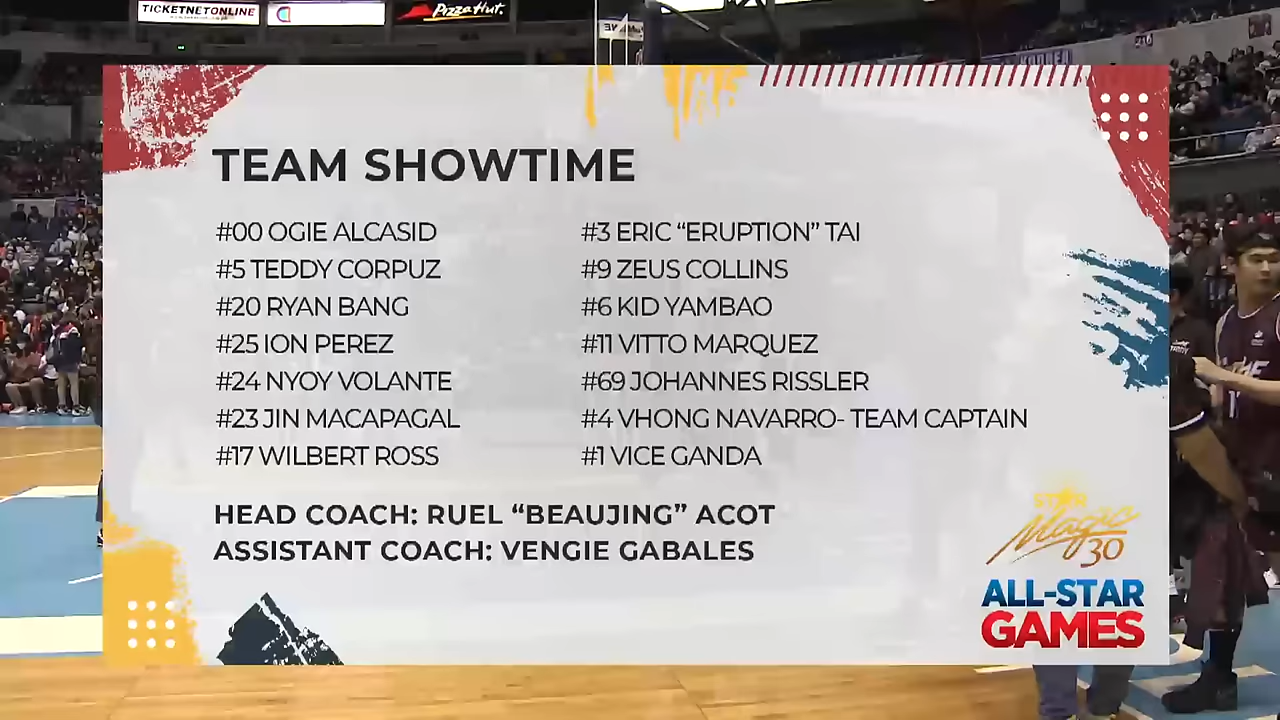 TICKETNETONLINE
Pizza Hut
TEAM SHOWTIME
#00 OGIE ALCASID
#5 TEDDY CORPUZ
#20 RYAN BANG
#25 ION PEREZ
#24 NYOY VOLANTE
#23 JIN MACAPAGAL
#17 WILBERT ROSS
#3 ERIC “ERUPTION” TAI
#9 ZEUS COLLINS
#6 KID YAMBAO
#11 VITTO MARQUEZ
#69 JOHANNES RISSLER
#4 VHONG NAVARRO- TEAM CAPTAIN
#1 VICE GANDA
HEAD COACH: RUEL “BEAUJING” ACOT
ASSISTANT COACH: VENGIE GABALES
STAR
Magic
30
ALL-STAR
GAMES